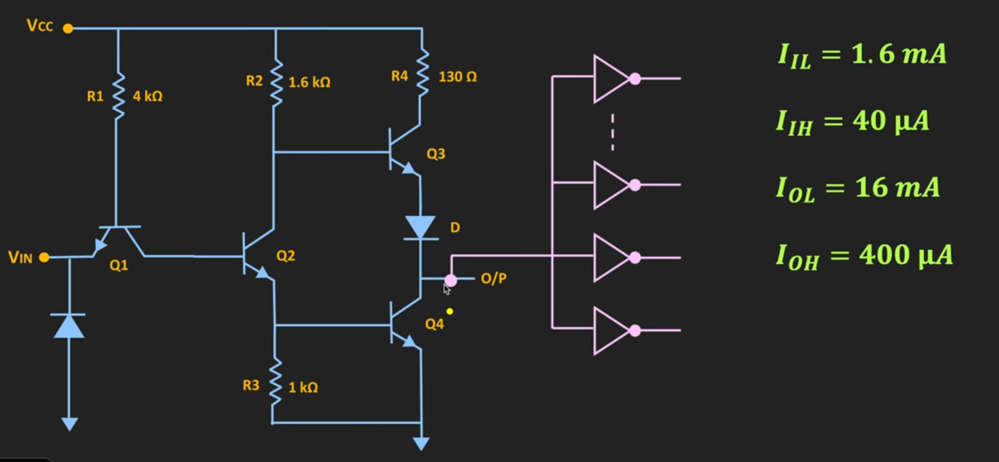 VCC
R1
4 kΩ
R2
1.6 kΩ
R4
130 Ω
Q3
D
VIN
Q1
Q2
O/P
Q4
R3
1 kΩ
I_IL = 1.6 mA
I_IH = 40 μA
I_OL = 16 mA
I_OH = 400 μA